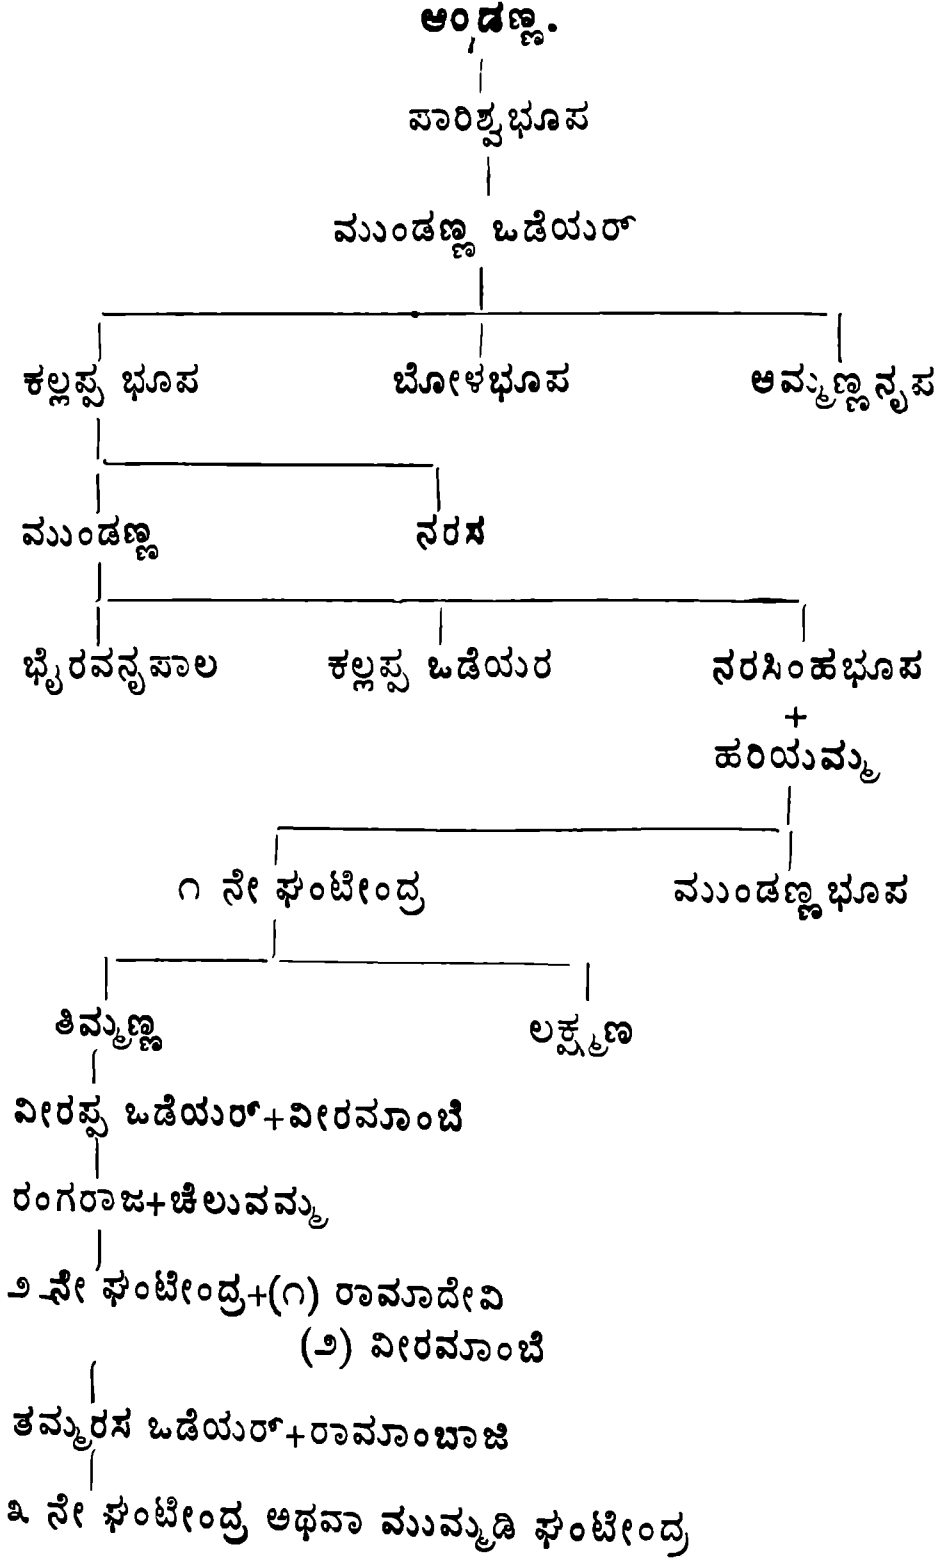 ಆಂಡಣ್ಣ.
ಪಾರಿಶ್ವಭೂಪ
ಮುಂಡಣ್ಣ ಒಡೆಯರ್
ಕಲ್ಲಪ್ಪ ಭೂಪ ಬೋಳಭೂಪ ಆಮ್ಮಣ್ಣನೃಪ
ಮುಂಡಣ್ಣ ನರಸ
ಭೈರವನೃಪಾಲ ಕಲ್ಲಪ್ಪ ಒಡೆಯರ ನರಸಿಂಹಭೂಪ
+
ಹರಿಯಮ್ಮ
೧ ನೇ ಘಂಟೇಂದ್ರ ಮುಂಡಣ್ಣಭೂಪ
ತಿಮ್ಮಣ್ಣ ಲಕ್ಷ್ಮಣ
ವೀರಪ್ಪ ಒಡೆಯರ್+ವೀರಮಾಂಬೆ
ರಂಗರಾಜ+ಚೆಲುವಮ್ಮ
೨ನೇ ಘಂಟೇಂದ್ರ+(೧) ರಾಮಾದೇವಿ
(೨) ವೀರಮಾಂಬೆ
ತಮ್ಮರಸ ಒಡೆಯರ್+ರಾಮಾಂಬಾಜಿ
೩ ನೇ ಘಂಟೇಂದ್ರ ಅಥವಾ ಮುಮ್ಮಡಿ ಘಂಟೇಂದ್ರ